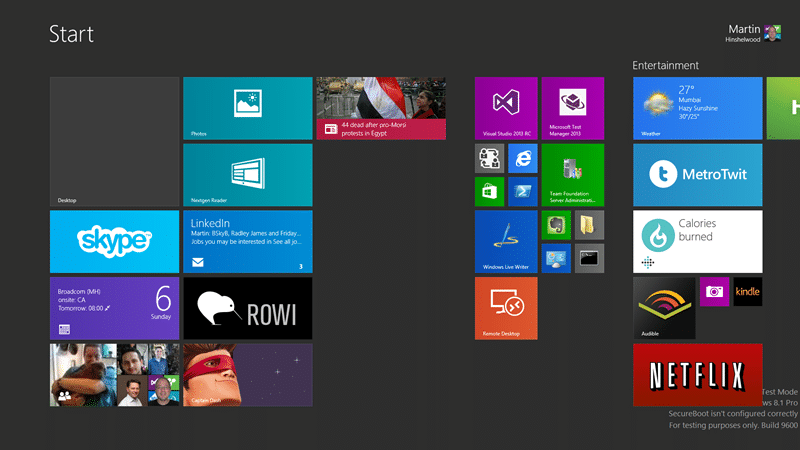 Start
Martin
Hinshelwood
Entertainment
Desktop
Photos
44 dead after pro-Morsi
protests in Egypt
Visual Studio 2013 RC
Microsoft Test
Manager 2013
27°
Mumbai
Hazy Sunshine
30°/25°
Weather
H
Nextgen Reader
Team Foundation
Server Administrati...
MetroTwit
skype
LinkedIn
Martin: BSkyB, Radley James and Friday...
Jobs you may be interested in See all jo...
3
Windows Live Writer
Calories
burned
Broadcom (MH)
onsite: CA
Tomorrow: 08:00
6
Sunday
ROWI
Remote Desktop
Audible
kindle
Captain Dash
NETFLIX
Test Mode
ws 8.1 Pro
SecureBoot isn't configured correctly
For testing purposes only. Build 9600